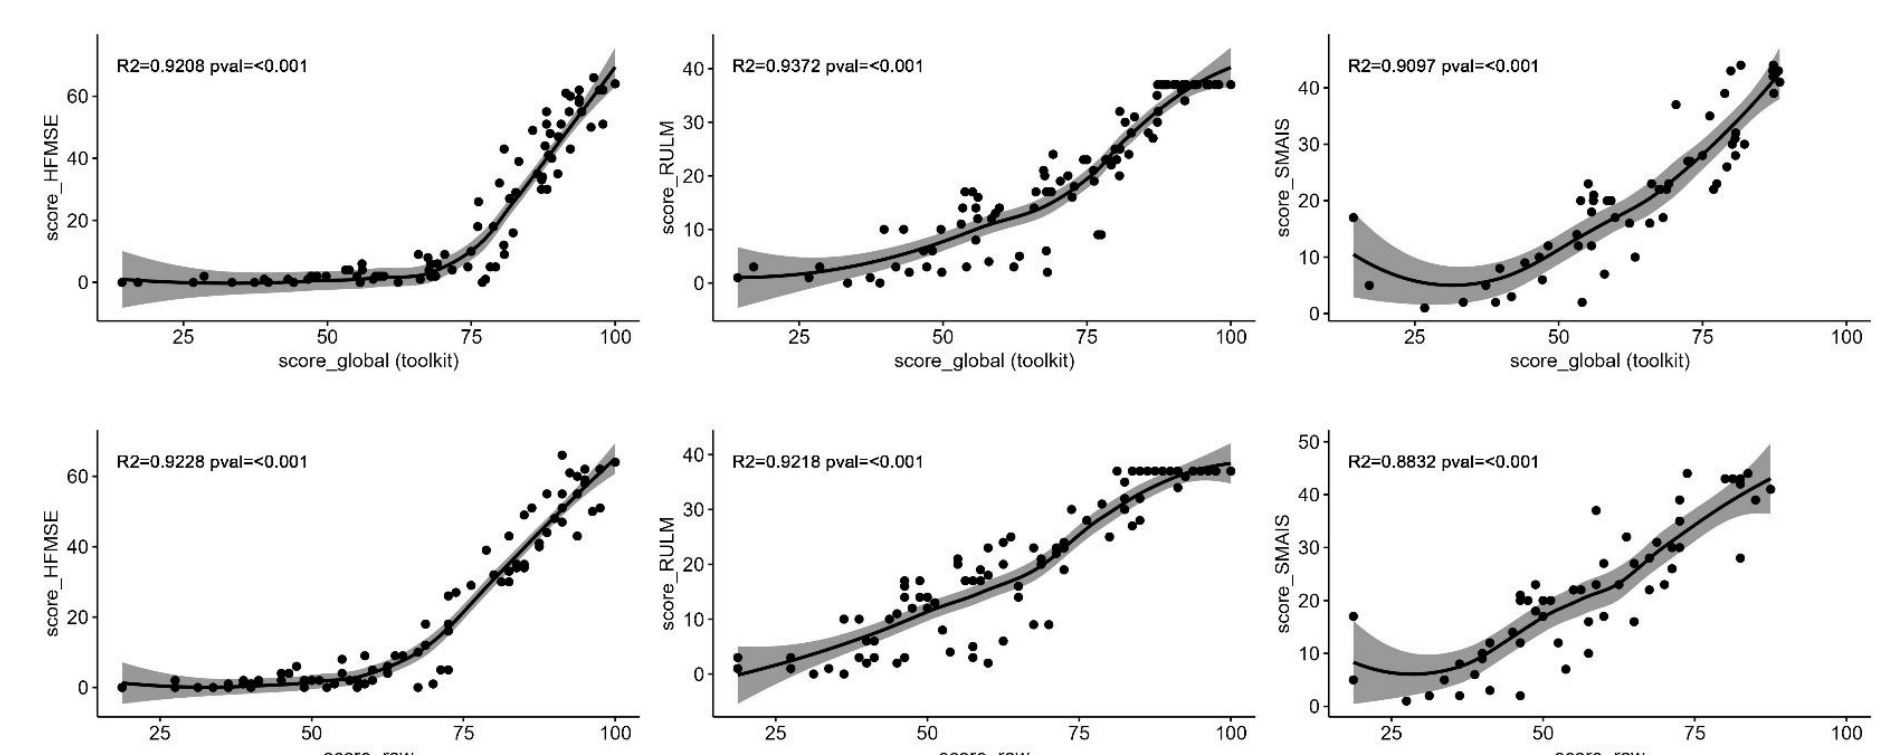 R2=0.9208 pval=<0.001
score_HFMSE
60
40
20
0
25 50 75 100
score_global (toolkit)
R2=0.9372 pval=<0.001
score_RULM
40
30
20
10
0
25 50 75 100
score_global (toolkit)
R2=0.9097 pval=<0.001
score_SMAIS
40
30
20
10
0
25 50 75 100
score_global (toolkit)
R2=0.9228 pval=<0.001
score_HFMSE
60
40
20
0
25 50 75 100
score_raw
R2=0.9218 pval=<0.001
score_RULM
40
30
20
10
0
25 50 75 100
score_raw
R2=0.8832 pval=<0.001
score_SMAIS
50
40
30
20
10
0
25 50 75 100
score_raw